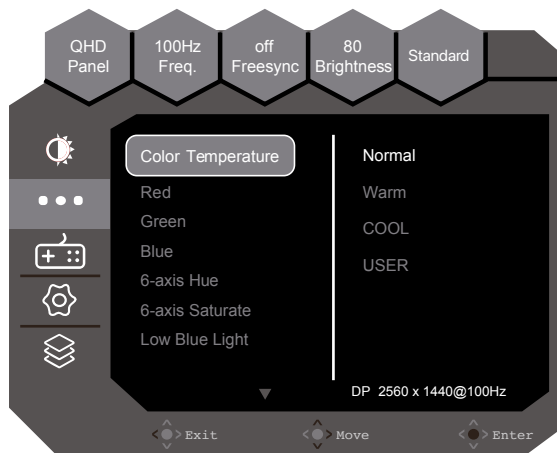 QHD
Panel
100Hz
Freq.
off
Freesync
80
Brightness
Standard
Color Temperature
Red
Green
Blue
6-axis Hue
6-axis Saturate
Low Blue Light
Normal
Warm
COOL
USER
DP 2560 x 1440@100Hz
Exit
Move
Enter